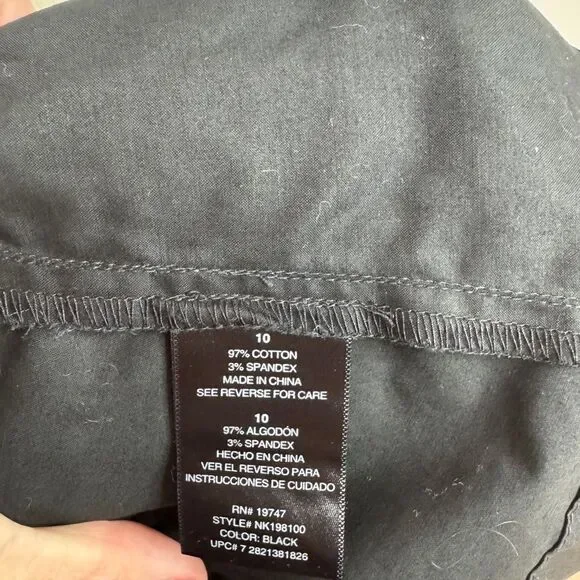 10
97% COTTON
3% SPANDEX
MADE IN CHINA
SEE REVERSE FOR CARE
10
97% ALGODÓN
3% SPANDEX
HECHO EN CHINA
VER EL REVERSO PARA
INSTRUCCIONES DE CUIDADO
RN# 19747
STYLE# NK198100
COLOR: BLACK
UPC# 7 2821381826